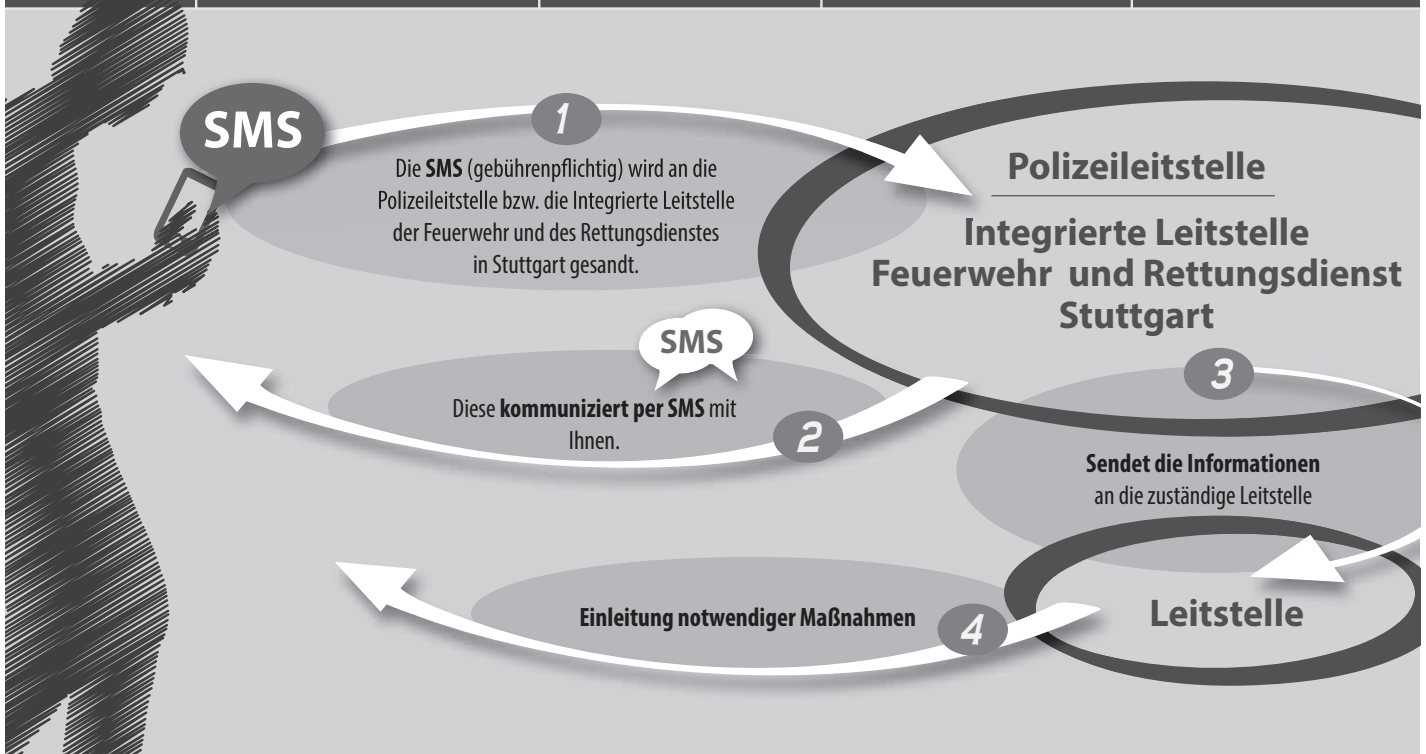 SMS
1
Die SMS (gebührenpflichtig) wird an die
Polizeileitstelle bzw. die Integrierte Leitstelle
der Feuerwehr und des Rettungsdienstes
in Stuttgart gesandt.
Polizeileitstelle
Integrierte Leitstelle
Feuerwehr und Rettungsdienst
Stuttgart
SMS
Diese kommuniziert per SMS mit
Ihnen.
2
3
Sendet die Informationen
an die zuständige Leitstelle
Einleitung notwendiger Maßnahmen
4
Leitstelle